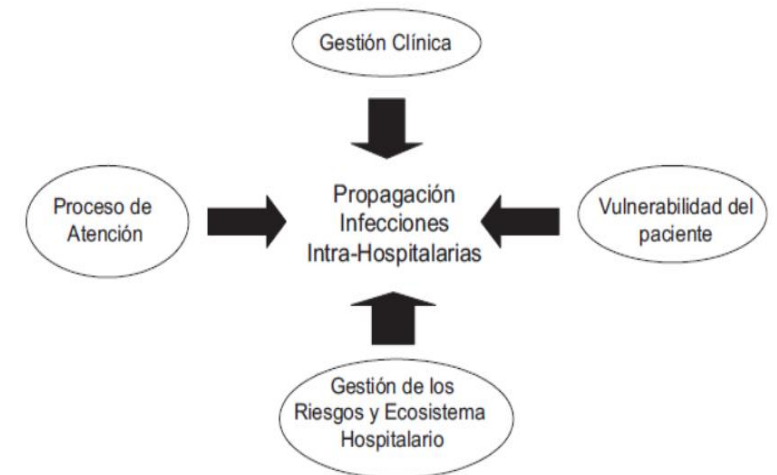 Gestión Clínica
Proceso de
Atención
Propagación
Infecciones
Intra-Hospitalarias
Vulnerabilidad del
paciente
Gestión de los
Riesgos y Ecosistema
Hospitalario